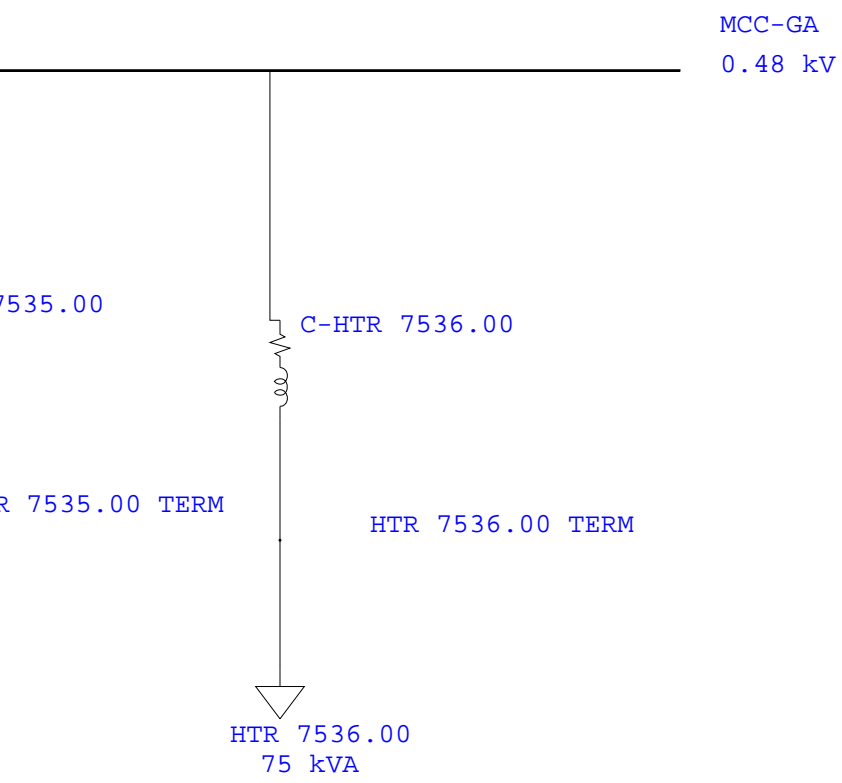 MCC-GA
0.48 kV
7535.00
C-HTR 7536.00
R 7535.00 TERM
HTR 7536.00 TERM
HTR 7536.00
75 kVA